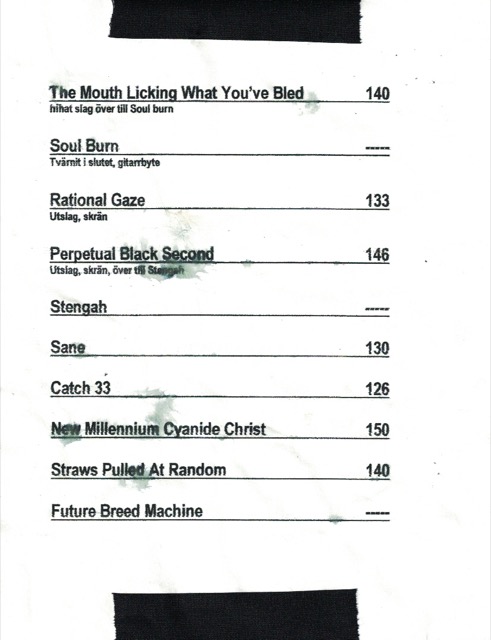 The Mouth Licking What You've Bled 140
hihat slag över till Soul burn
Soul Burn -----
Tvärnit i slutet, gitarrbyte
Rational Gaze 133
Utslag, skrän
Perpetual Black Second 146
Utslag, skrän, över till Stengah
Stengah -----
Sane 130
Catch 33 126
New Millennium Cyanide Christ 150
Straws Pulled At Random 140
Future Breed Machine -----